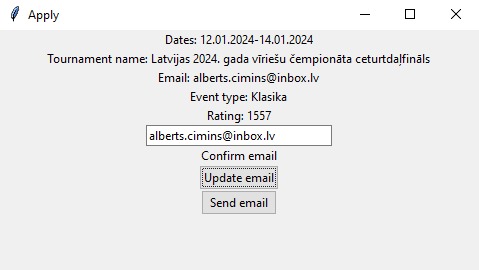 Apply
Dates: 12.01.2024-14.01.2024
Tournament name: Latvijas 2024. gada vīriešu čempionāta ceturtdaļfināls
Email: alberts.cimins@inbox.lv
Event type: Klasika
Rating: 1557
alberts.cimins@inbox.lv
Confirm email
Update email
Send email